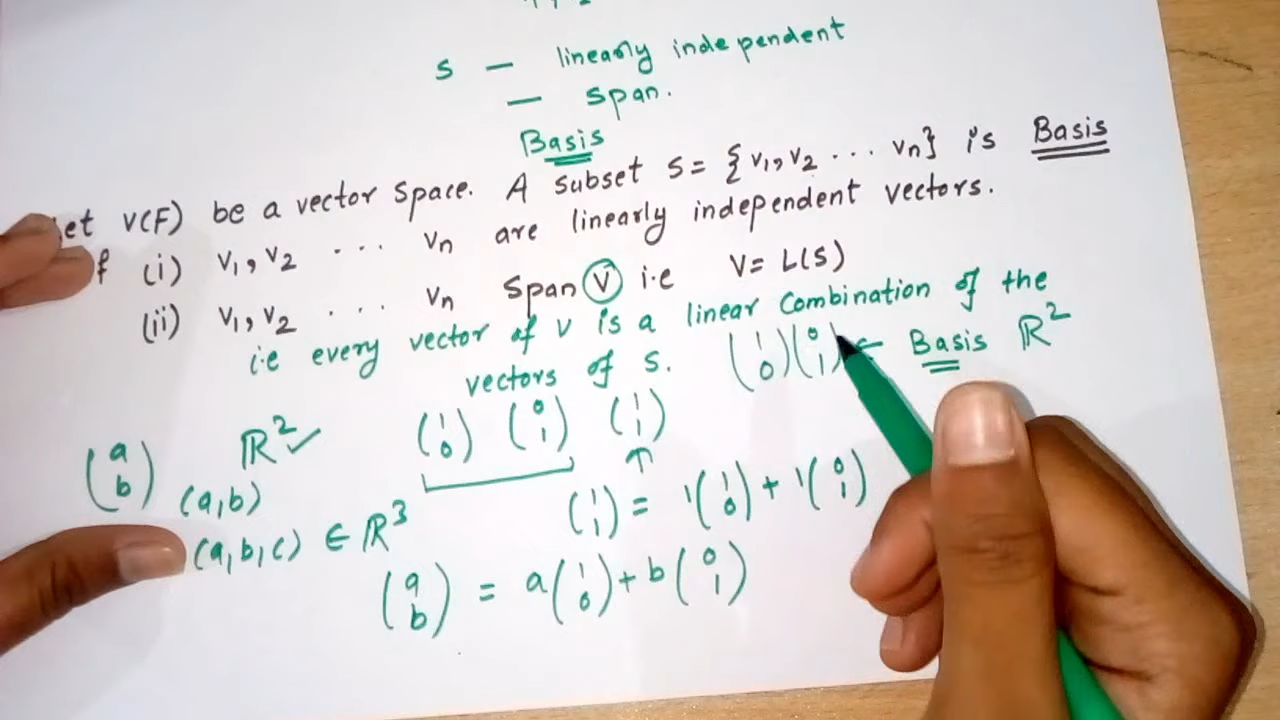 s — linearly independent
— span.
Basis
et V(F) be a vector space. A subset S = {v1, v2 ... vn} is Basis
f (i) v1, v2 ... vn are linearly independent vectors.
(ii) v1, v2 ... vn span V i.e V = L(S)
i.e every vector of V is a linear combination of the
vectors of S. (1 0) (0 1) ← Basis ℝ²
(a b) ℝ² ✓ (1 0) (0 1) (1 1)
(a,b) ↑
(1 1) = 1(1 0) + 1(0 1)
(a,b,c) ∈ ℝ³
(a b) = a(1 0) + b(0 1)